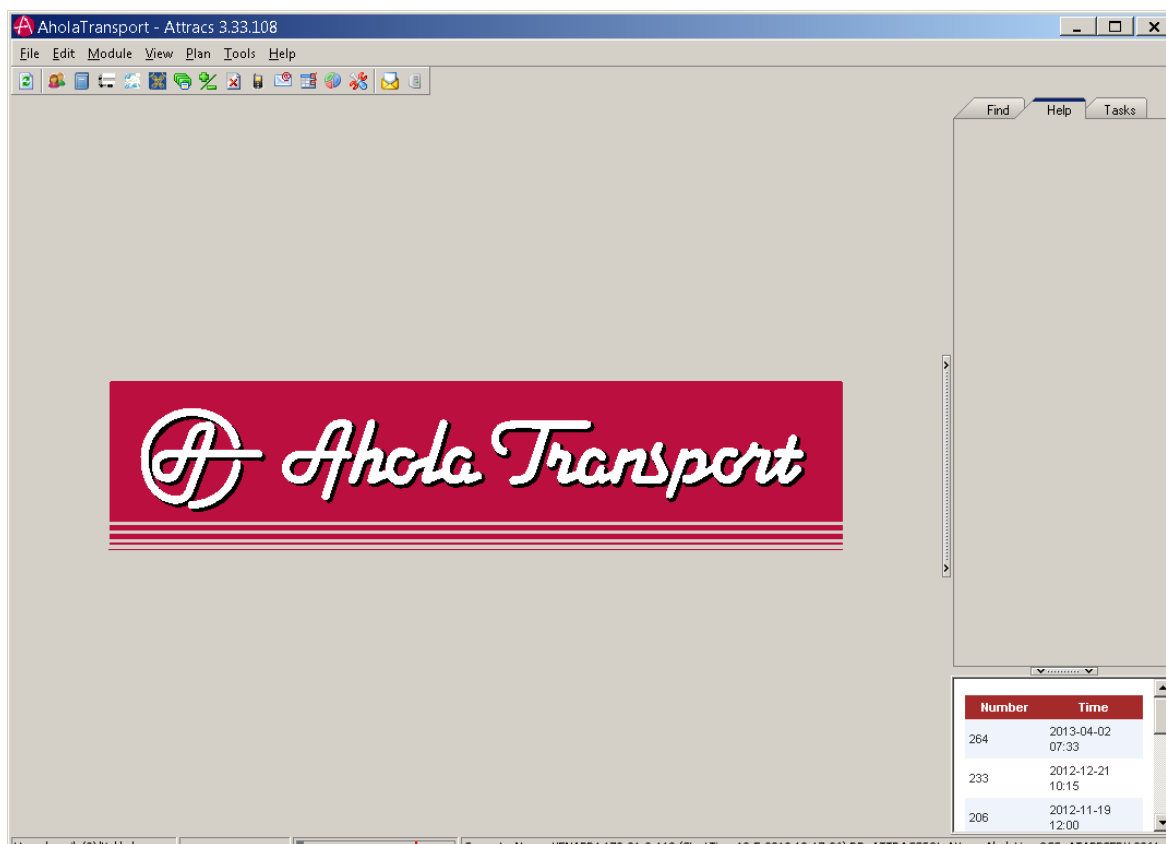 AholaTransport - Attracs 3.33.108
File Edit Module View Plan Tools Help
Find Help Tasks
Ahola Transport
Number Time
264 2013-04-02 07:33
233 2012-12-21 10:15
206 2012-11-19 12:00